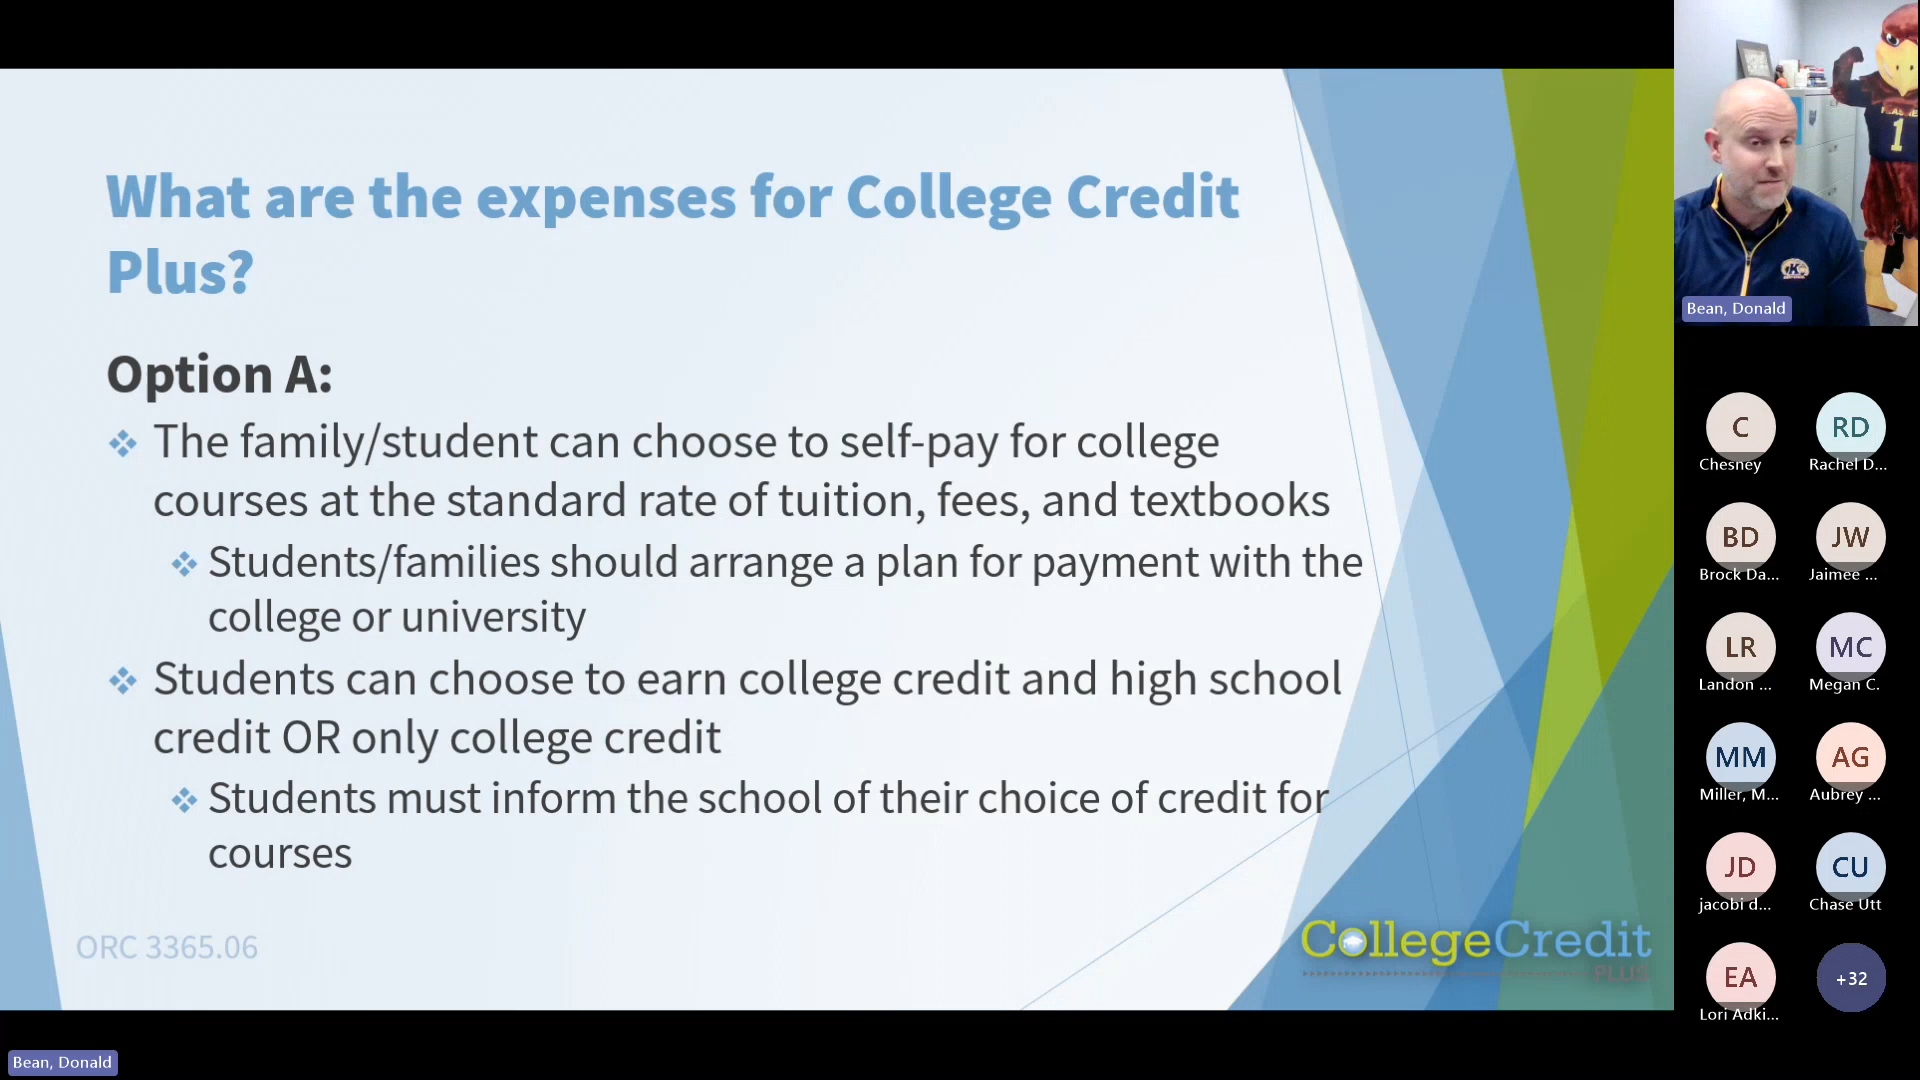 What are the expenses for College Credit
Plus?
Option A:
The family/student can choose to self-pay for college
courses at the standard rate of tuition, fees, and textbooks
Students/families should arrange a plan for payment with the
college or university
Students can choose to earn college credit and high school
credit OR only college credit
Students must inform the school of their choice of credit for
courses
ORC 3365.06
CollegeCredit
PLUS
1
K
Bean, Donald
C
Chesney
RD
Rachel D...
BD
Brock Da...
JW
Jaimee ...
LR
Landon ...
MC
Megan C.
MM
Miller, M...
AG
Aubrey ...
JD
jacobi d...
CU
Chase Utt
EA
Lori Adki...
+32
Bean, Donald